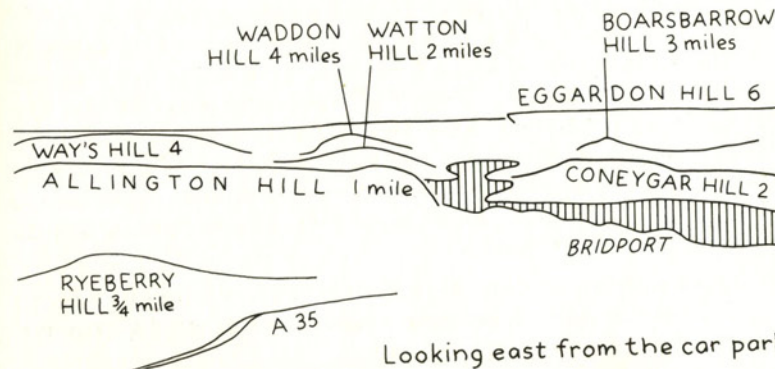 WADDON
HILL 4 miles
WATTON
HILL 2 miles
BOARSBARROW
HILL 3 miles
EGGARDON HILL 6
WAY'S HILL 4
ALLINGTON HILL 1 mile
CONEYGAR HILL 2
BRIDPORT
RYEBERRY
HILL ¾ mile
A 35
Looking east from the car par